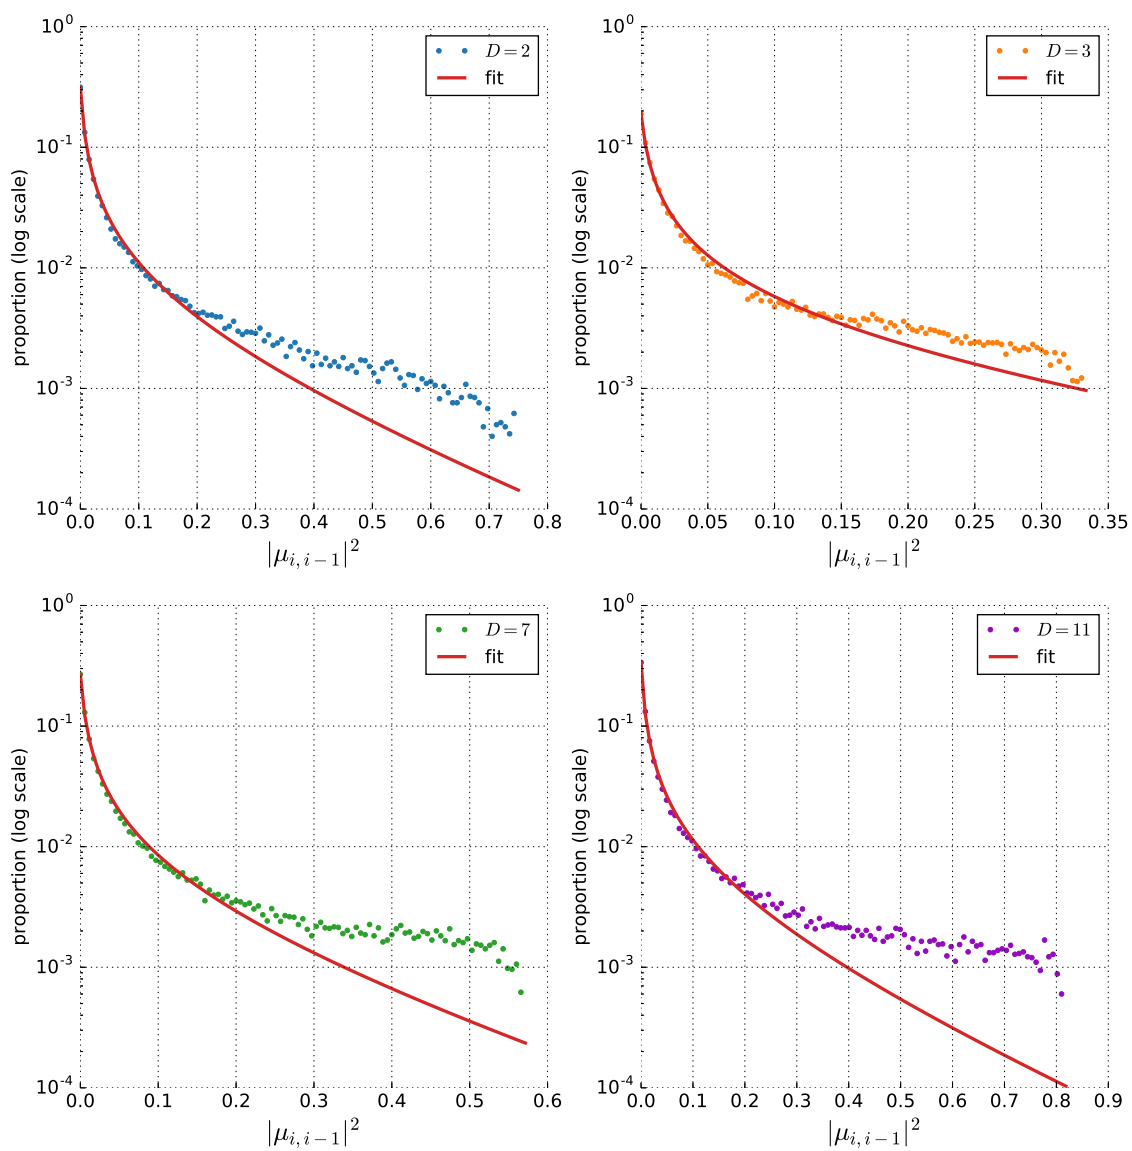 proportion (log scale)
10^0
10^-1
10^-2
10^-3
10^-4
D = 2
fit
0.0 0.1 0.2 0.3 0.4 0.5 0.6 0.7 0.8
|μ_{i, i−1}|^2
proportion (log scale)
10^0
10^-1
10^-2
10^-3
10^-4
D = 3
fit
0.00 0.05 0.10 0.15 0.20 0.25 0.30 0.35
|μ_{i, i−1}|^2
proportion (log scale)
10^0
10^-1
10^-2
10^-3
10^-4
D = 7
fit
0.0 0.1 0.2 0.3 0.4 0.5 0.6
|μ_{i, i−1}|^2
proportion (log scale)
10^0
10^-1
10^-2
10^-3
10^-4
D = 11
fit
0.0 0.1 0.2 0.3 0.4 0.5 0.6 0.7 0.8 0.9
|μ_{i, i−1}|^2